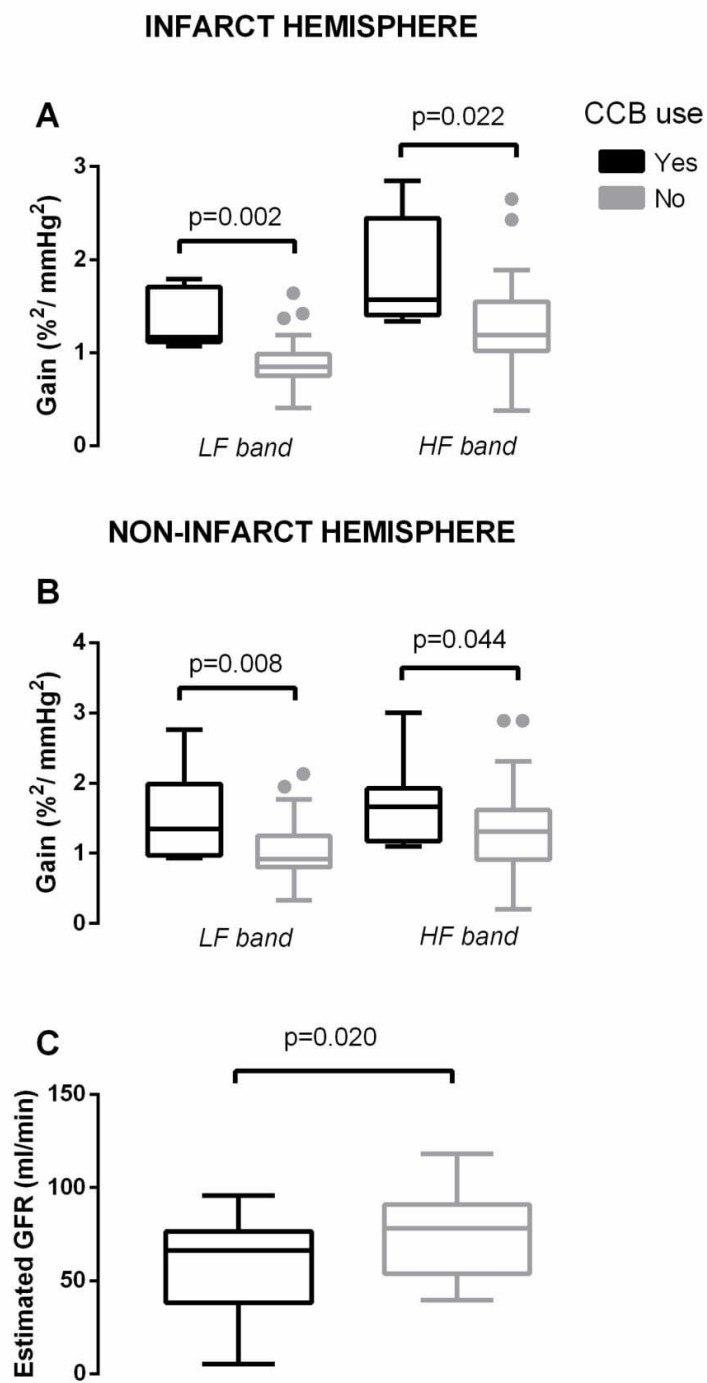 INFARCT HEMISPHERE
A
CCB use
Yes
No
p=0.022
p=0.002
3
2
1
0
Gain (%²/ mmHg²)
LF band
HF band
NON-INFARCT HEMISPHERE
B
p=0.044
p=0.008
4
3
2
1
0
Gain (%²/ mmHg²)
LF band
HF band
C
p=0.020
150
100
50
0
Estimated GFR (ml/min)